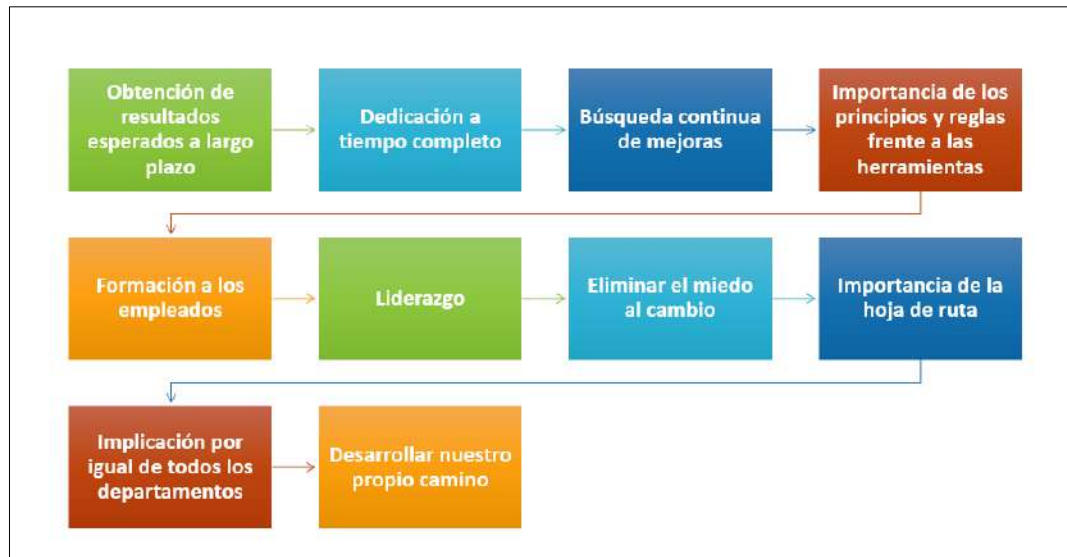 Obtención de
resultados
esperados a largo
plazo
Dedicación a
tiempo completo
Búsqueda continua
de mejoras
Importancia de los
principios y reglas
frente a las
herramientas
Formación a los
empleados
Liderazgo
Eliminar el miedo
al cambio
Importancia de la
hoja de ruta
Implicación por
igual de todos los
departamentos
Desarrollar nuestro
propio camino